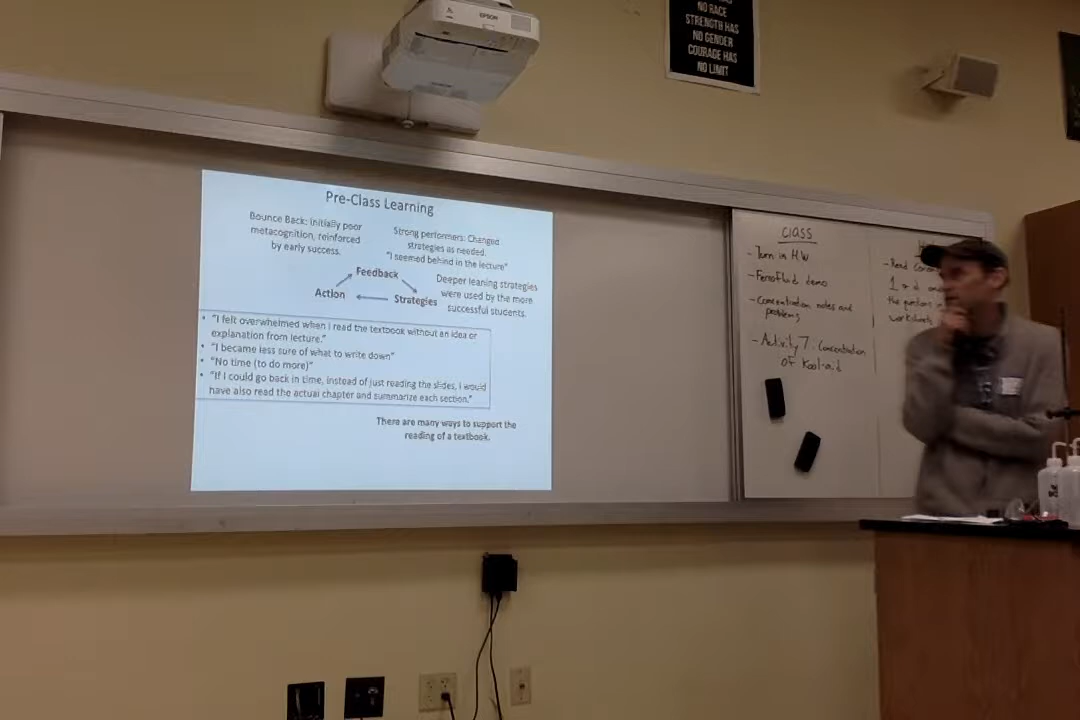 EPSON
NO RACE
STRENGTH HAS
NO GENDER
COURAGE HAS
NO LIMIT
Pre-Class Learning
Bounce Back: Initially poor
metacognition, reinforced
by early success.
Strong performers: Changed
strategies as needed.
"I seemed behind in the lecture"
Feedback
Action
Strategies
Deeper leaning strategies
were used by the more
successful students.
• "I felt overwhelmed when I read the textbook without an idea or
explanation from lecture."
• "I became less sure of what to write down"
• "No time (to do more)"
• "If I could go back in time, instead of just reading the slides, I would
have also read the actual chapter and summarize each section."
There are many ways to support the
reading of a textbook.
CLASS
- Turn in HW
- Ferrofluid demo
- Concentration notes and
problems
- Activity 7: Concentration
of Kool-aid
- Read
1
the
worksheet